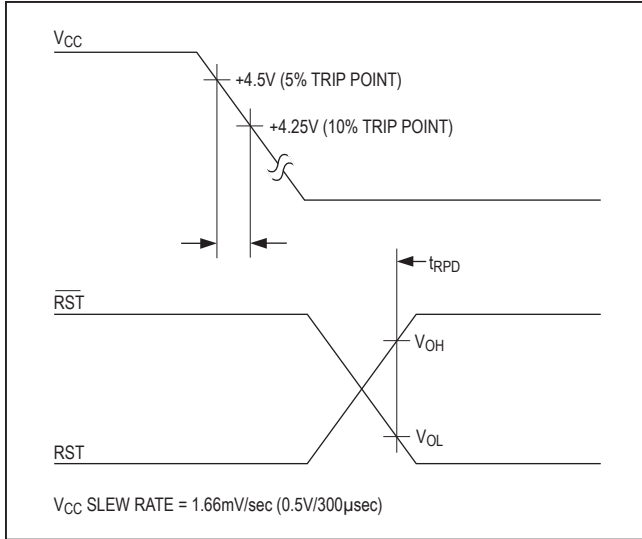 VCC
+4.5V (5% TRIP POINT)
+4.25V (10% TRIP POINT)
tRPD
RST
VOH
VOL
RST
VCC SLEW RATE = 1.66mV/sec (0.5V/300µsec)